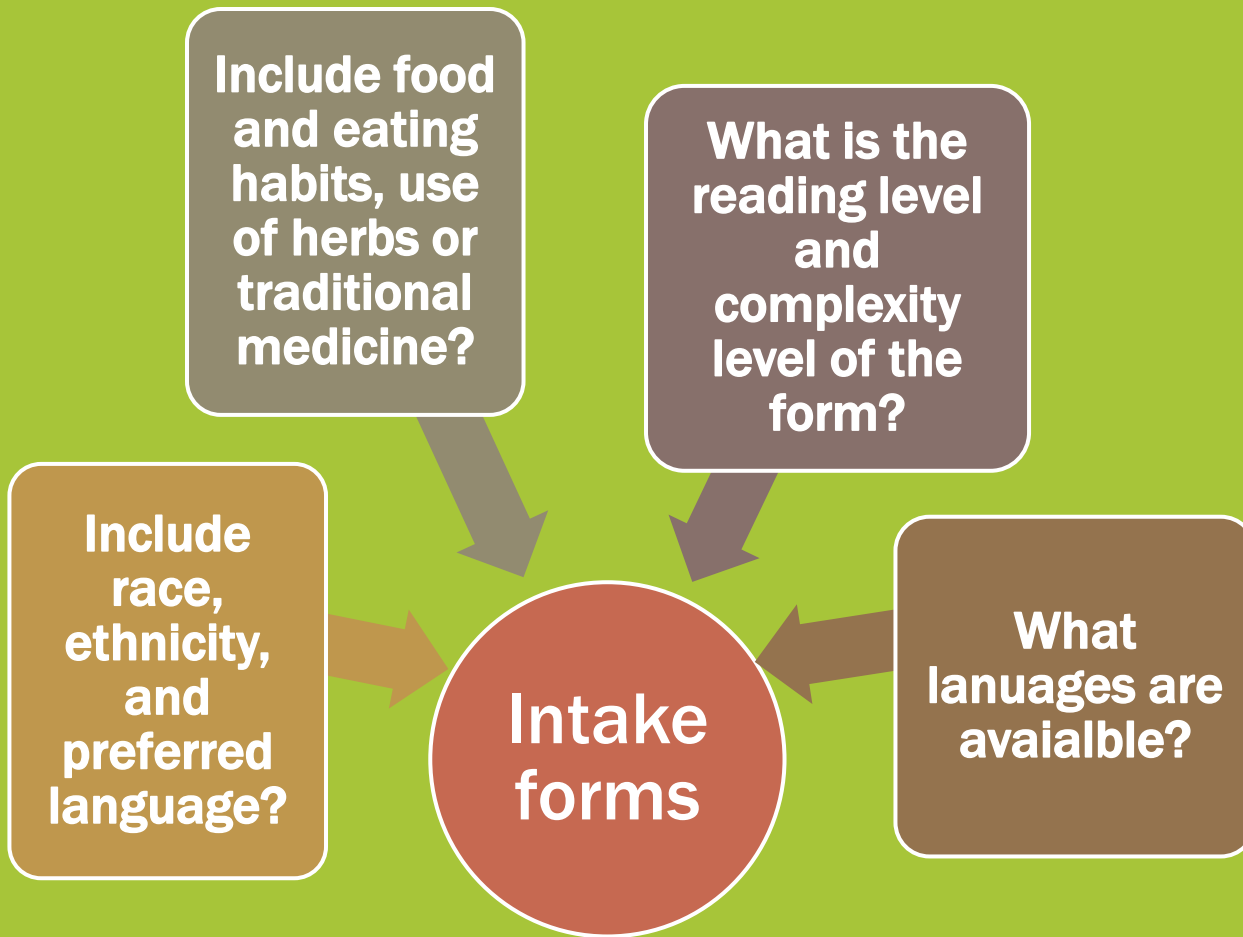 Include food
and eating
habits, use
of herbs or
traditional
medicine?
What is the
reading level
and
complexity
level of the
form?
Include
race,
ethnicity,
and
preferred
language?
What
lanuages are
avaialble?
Intake
forms